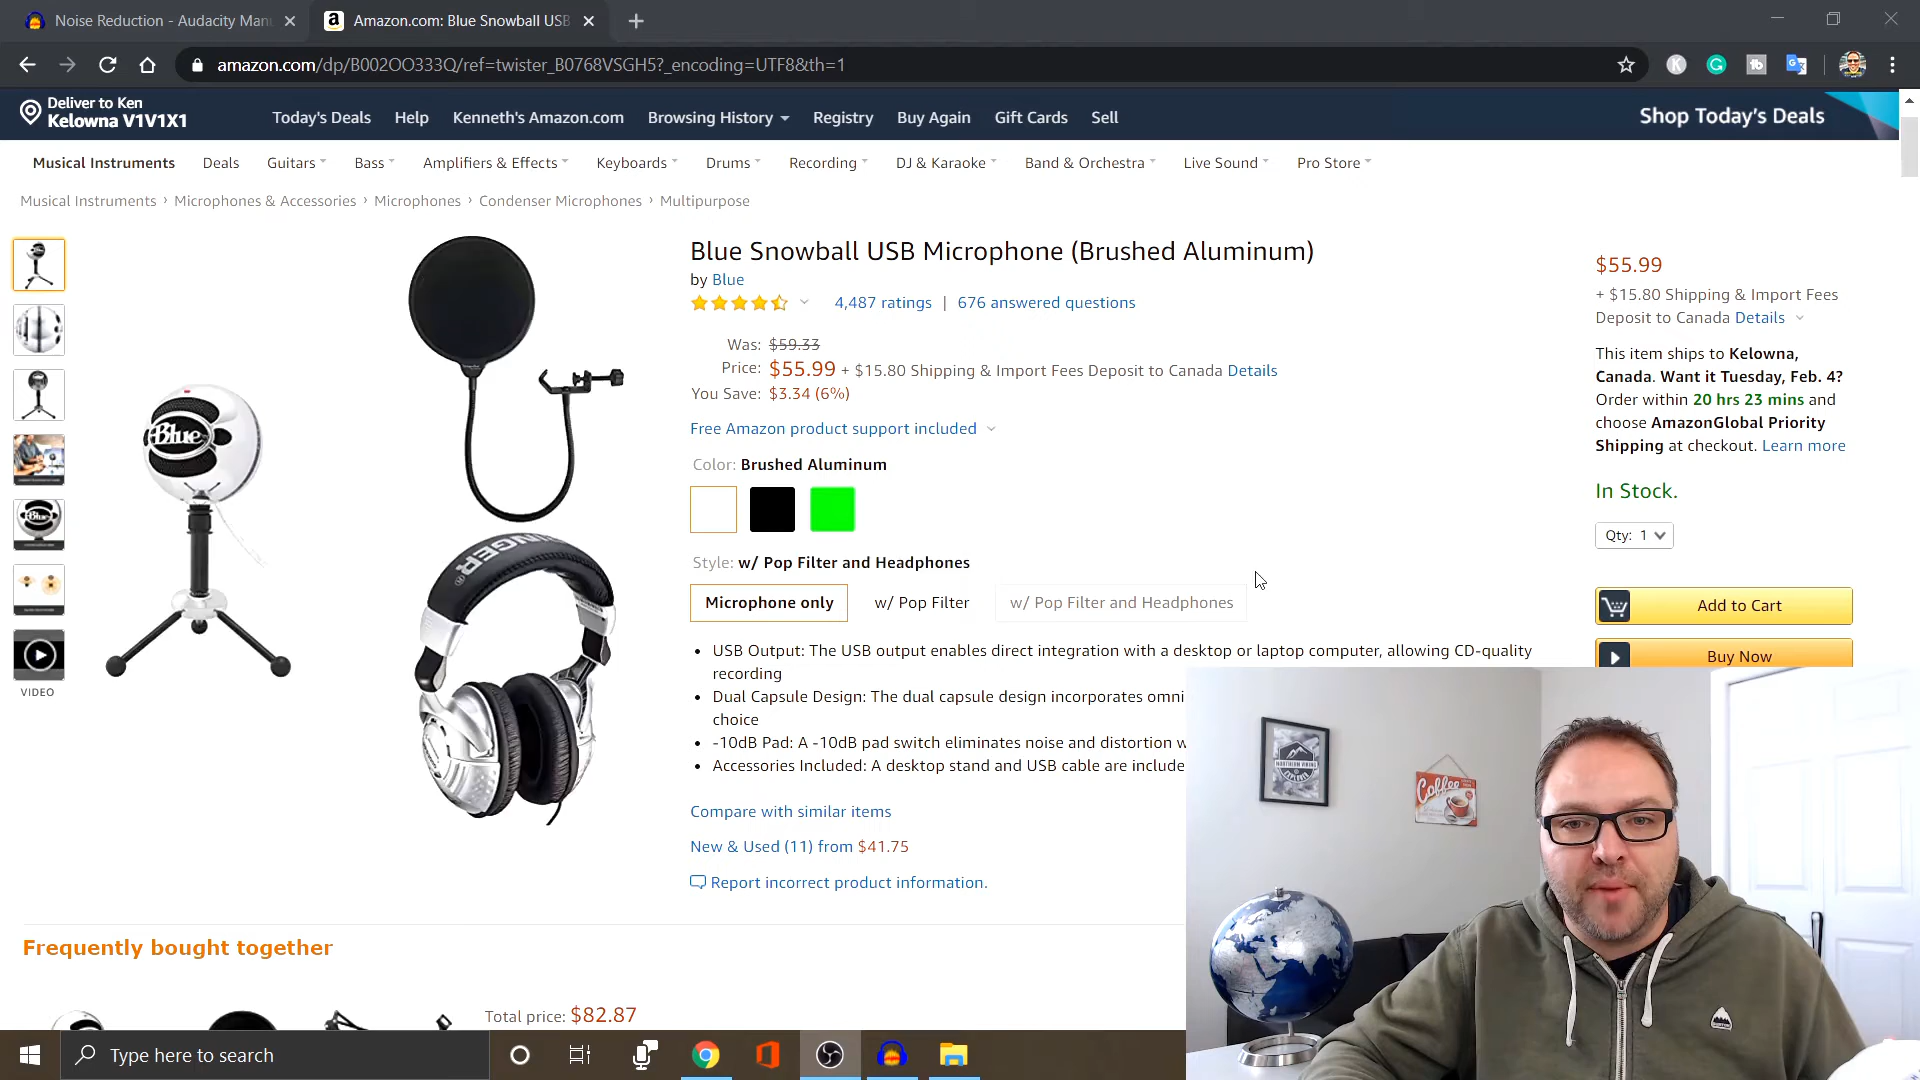 Noise Reduction - Audacity Man
Amazon.com: Blue Snowball USB
amazon.com/dp/B002OO333Q/ref=twister_B0768VSGH5?_encoding=UTF8&th=1
Deliver to Ken
Kelowna V1V1X1
Today's Deals Help Kenneth's Amazon.com Browsing History Registry Buy Again Gift Cards Sell
Shop Today's Deals
Musical Instruments Deals Guitars Bass Amplifiers & Effects Keyboards Drums Recording DJ & Karaoke Band & Orchestra Live Sound Pro Store
Musical Instruments › Microphones & Accessories › Microphones › Condenser Microphones › Multipurpose
Blue Snowball USB Microphone (Brushed Aluminum)
by Blue
4,487 ratings | 676 answered questions
Was: $59.33
Price: $55.99 + $15.80 Shipping & Import Fees Deposit to Canada Details
You Save: $3.34 (6%)
Free Amazon product support included
Color: Brushed Aluminum
Style: w/ Pop Filter and Headphones
Microphone only w/ Pop Filter w/ Pop Filter and Headphones
• USB Output: The USB output enables direct integration with a desktop or laptop computer, allowing CD-quality
recording
• Dual Capsule Design: The dual capsule design incorporates omni
choice
• -10dB Pad: A -10dB pad switch eliminates noise and distortion w
• Accessories Included: A desktop stand and USB cable are include
Compare with similar items
New & Used (11) from $41.75
Report incorrect product information.
$55.99
+ $15.80 Shipping & Import Fees
Deposit to Canada Details
This item ships to Kelowna,
Canada. Want it Tuesday, Feb. 4?
Order within 20 hrs 23 mins and
choose AmazonGlobal Priority
Shipping at checkout. Learn more
In Stock.
Qty: 1
Add to Cart
Buy Now
VIDEO
Blue
Coffee
Frequently bought together
Total price: $82.87
Type here to search